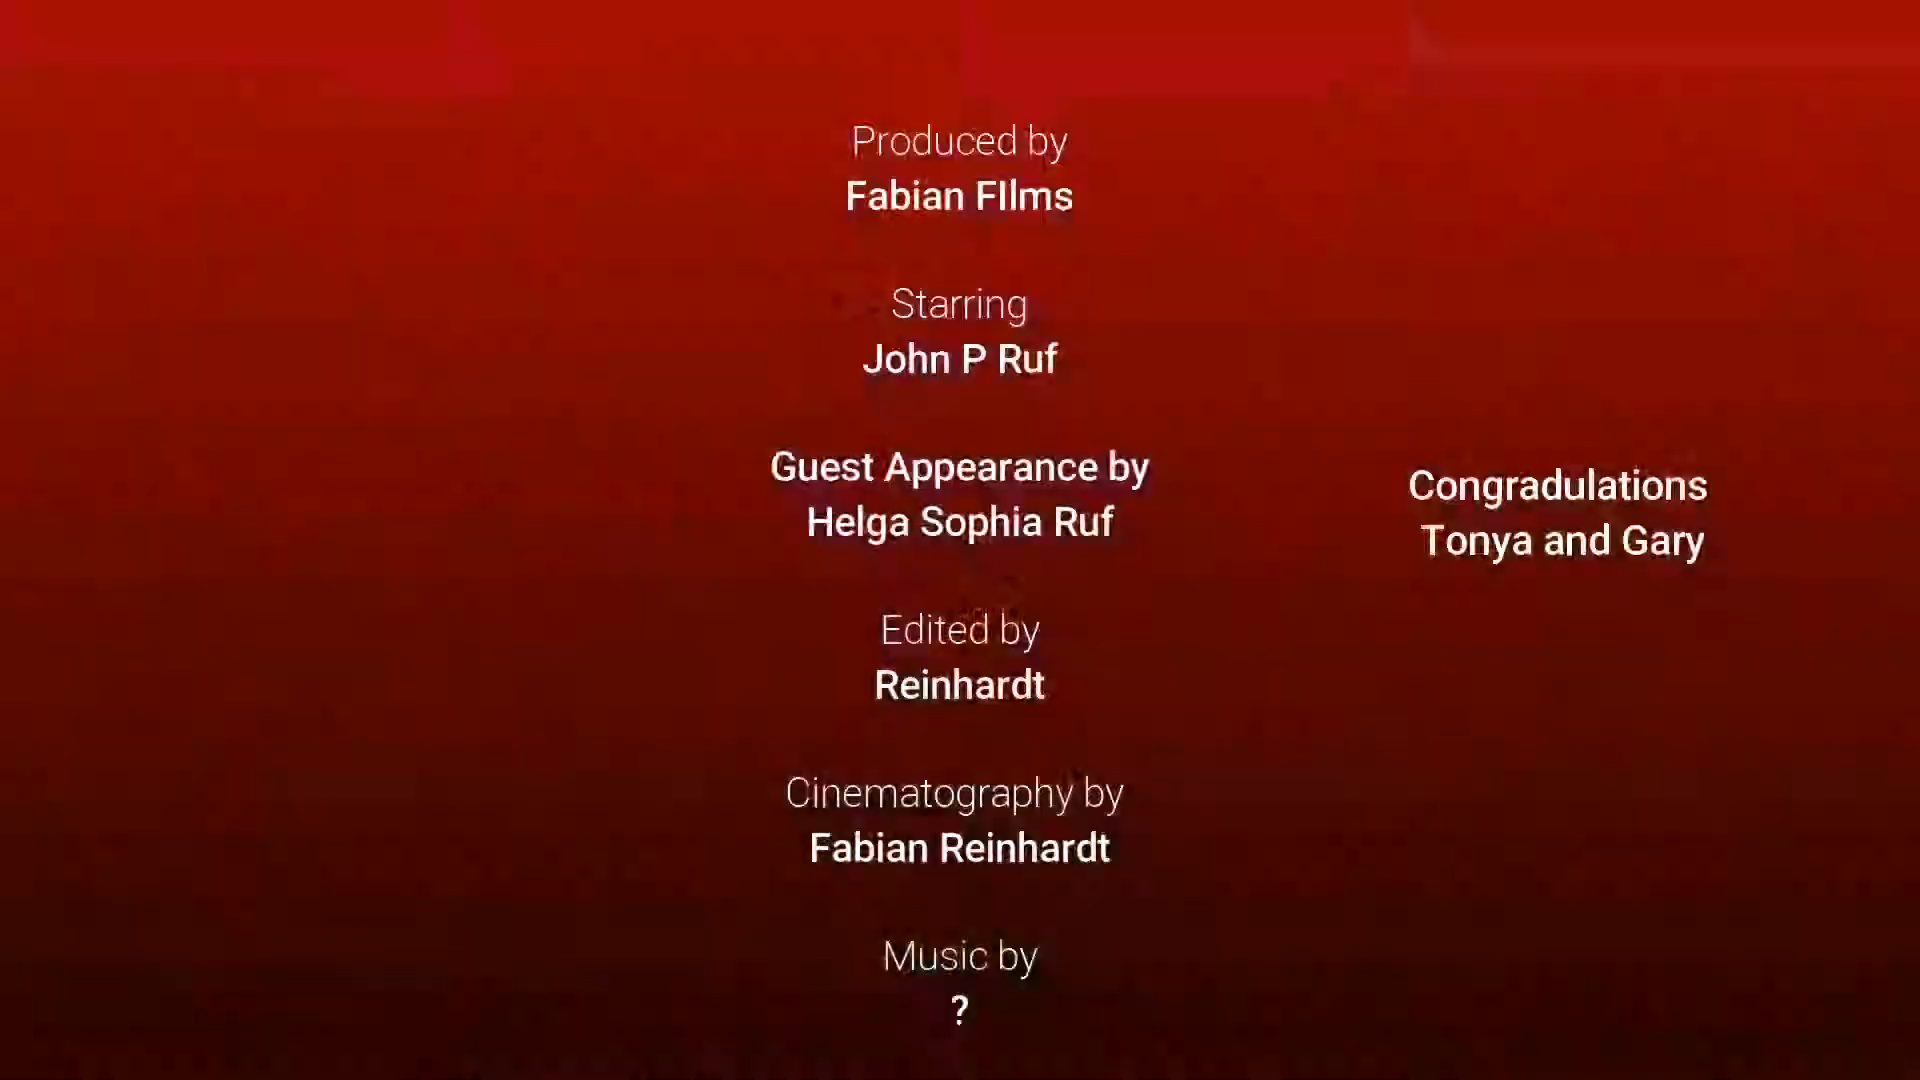 Produced by
Fabian FIlms
Starring
John P Ruf
Guest Appearance by
Helga Sophia Ruf
Congradulations
Tonya and Gary
Edited by
Reinhardt
Cinematography by
Fabian Reinhardt
Music by
?